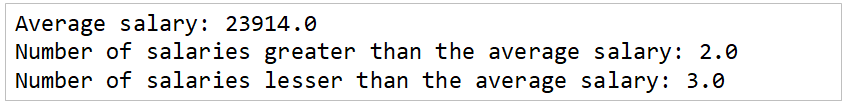 Average salary: 23914.0
Number of salaries greater than the average salary: 2.0
Number of salaries lesser than the average salary: 3.0